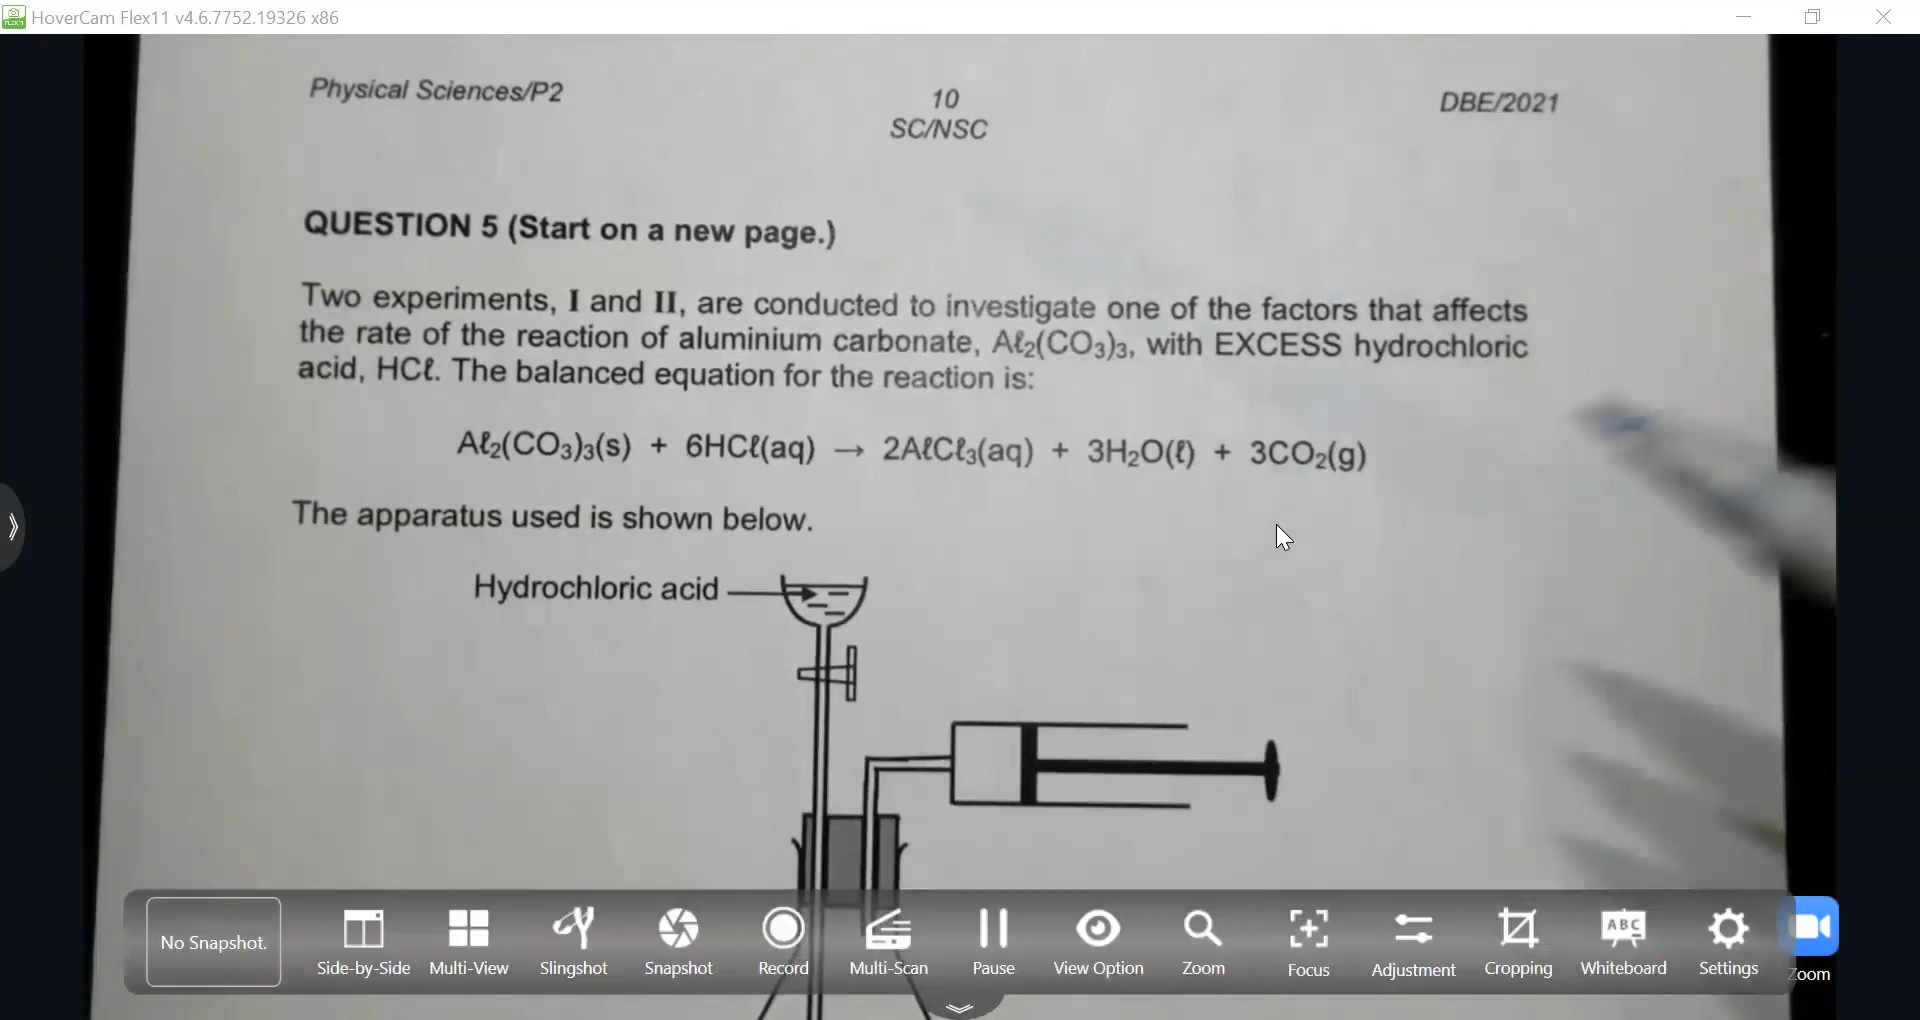 HoverCam Flex11 v4.6.7752.19326 x86
Physical Sciences/P2
10
SC/NSC
DBE/2021
QUESTION 5 (Start on a new page.)
Two experiments, I and II, are conducted to investigate one of the factors that affects
the rate of the reaction of aluminium carbonate, Aℓ₂(CO₃)₃, with EXCESS hydrochloric
acid, HCℓ. The balanced equation for the reaction is:
Aℓ₂(CO₃)₃(s) + 6HCℓ(aq) → 2AℓCℓ₃(aq) + 3H₂O(ℓ) + 3CO₂(g)
The apparatus used is shown below.
Hydrochloric acid
No Snapshot.
Side-by-Side
Multi-View
Slingshot
Snapshot
Record
Multi-Scan
Pause
View Option
Zoom
Focus
Adjustment
Cropping
ABC
Whiteboard
Settings
Zoom